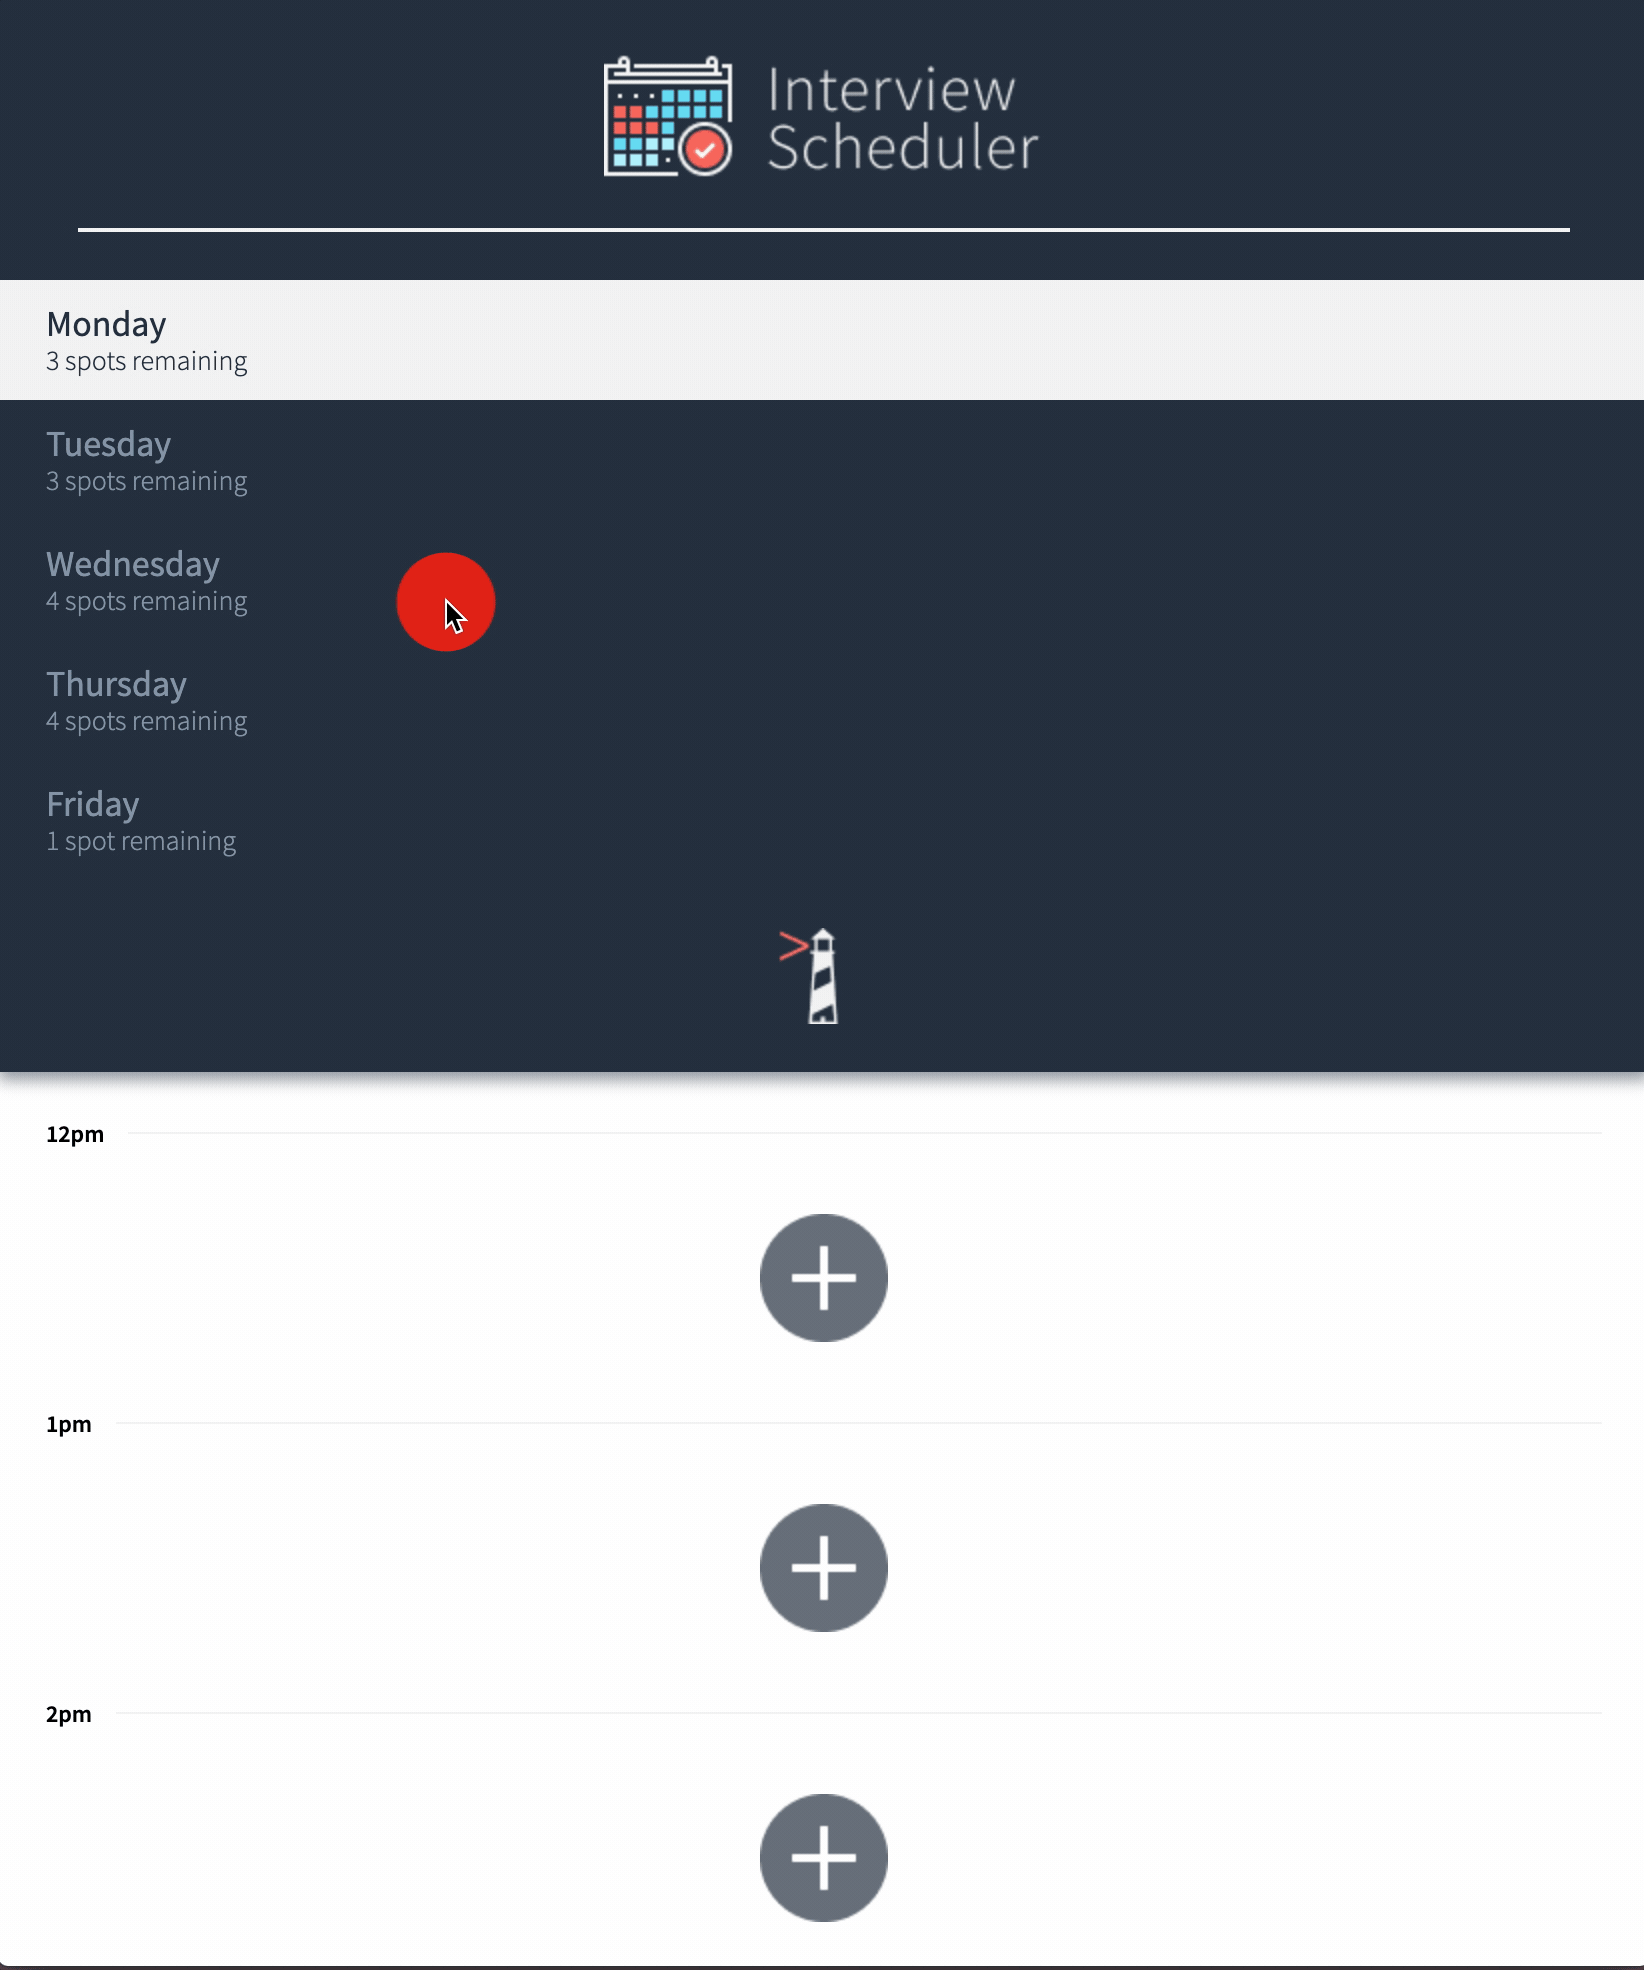 Interview
Scheduler
Monday
3 spots remaining
Tuesday
3 spots remaining
Wednesday
4 spots remaining
Thursday
4 spots remaining
Friday
1 spot remaining
12pm
1pm
2pm